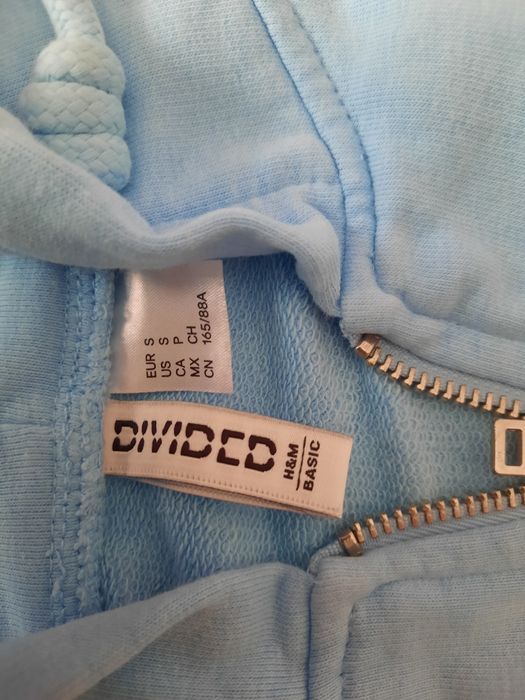 EUR S
US S
CA P
MX CH
CN 165/88A
DIVIDED
H&M
BASIC